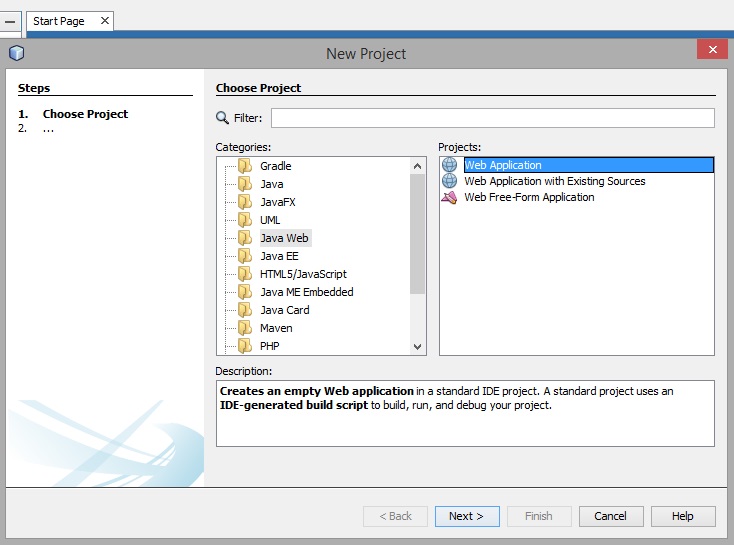 Start Page
New Project
Steps
1. Choose Project
2. ...
Choose Project
Filter:
Categories:
Gradle
Java
JavaFX
UML
Java Web
Java EE
HTML5/JavaScript
Java ME Embedded
Java Card
Maven
PHP
Projects:
Web Application
Web Application with Existing Sources
Web Free-Form Application
Description:
Creates an empty Web application in a standard IDE project. A standard project uses an
IDE-generated build script to build, run, and debug your project.
< Back
Next >
Finish
Cancel
Help